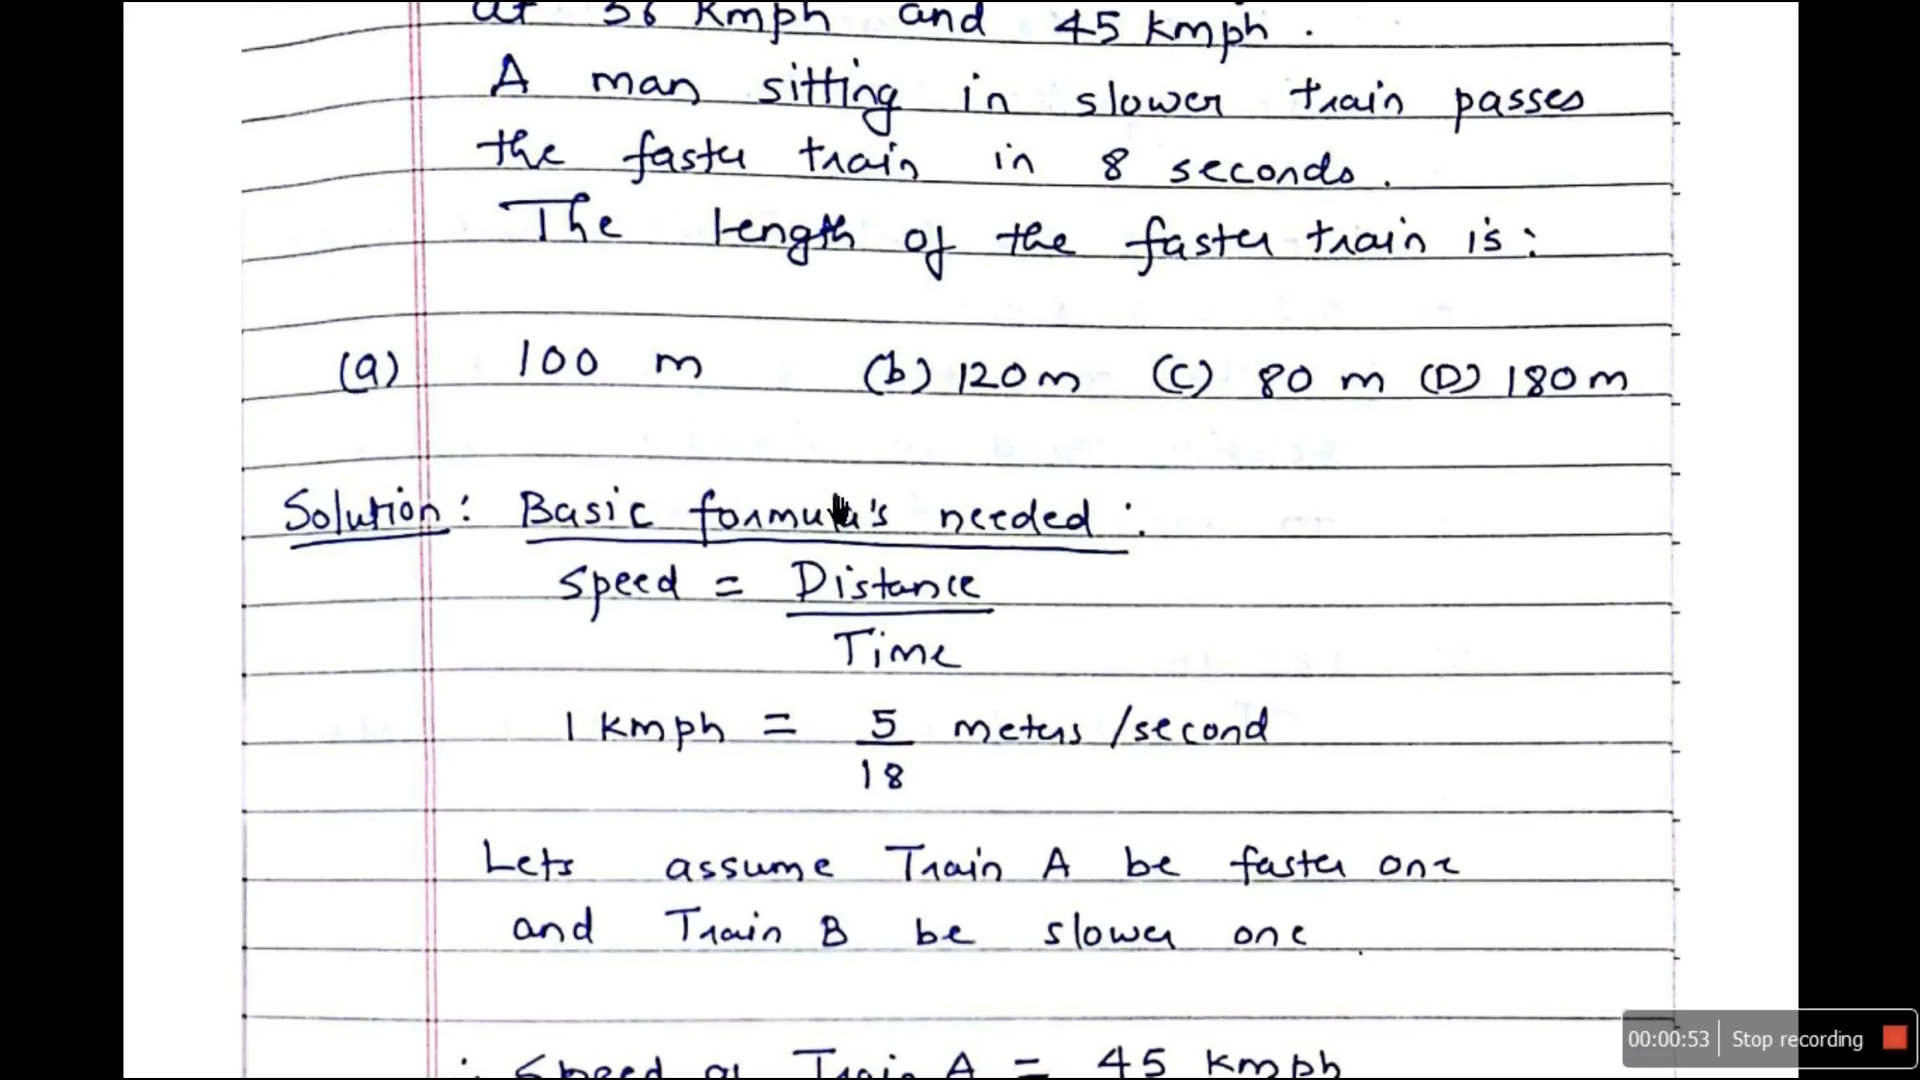 at 36 kmph and 45 kmph .
A man sitting in slower train passes
the faster train in 8 seconds.
The length of the faster train is:
(a) 100 m (b) 120m (C) 80 m (D) 180m
Solution: Basic formula's needed :
speed = Distance
Time
1 kmph = 5 meters /second
18
Lets assume Train A be faster one
and Train B be slower one .
∴ Speed of Train A = 45 kmph
00:00:53 Stop recording